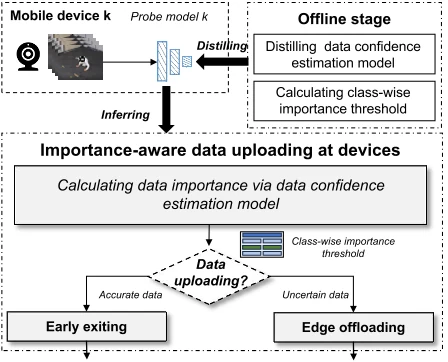 Mobile device k
Probe model k
Offline stage
Distilling
Distilling data confidence
estimation model
Calculating class-wise
importance threshold
Inferring
Importance-aware data uploading at devices
Calculating data importance via data confidence
estimation model
Class-wise importance
threshold
Data
uploading?
Accurate data
Uncertain data
Early exiting
Edge offloading